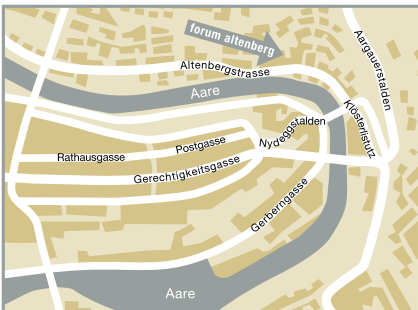 forum altenberg
Aargauerstalden
Altenbergstrasse
Aare
Klösterlistutz
Nydeggstalden
Postgasse
Rathausgasse
Gerechtigkeitsgasse
Gerberngasse
Aare